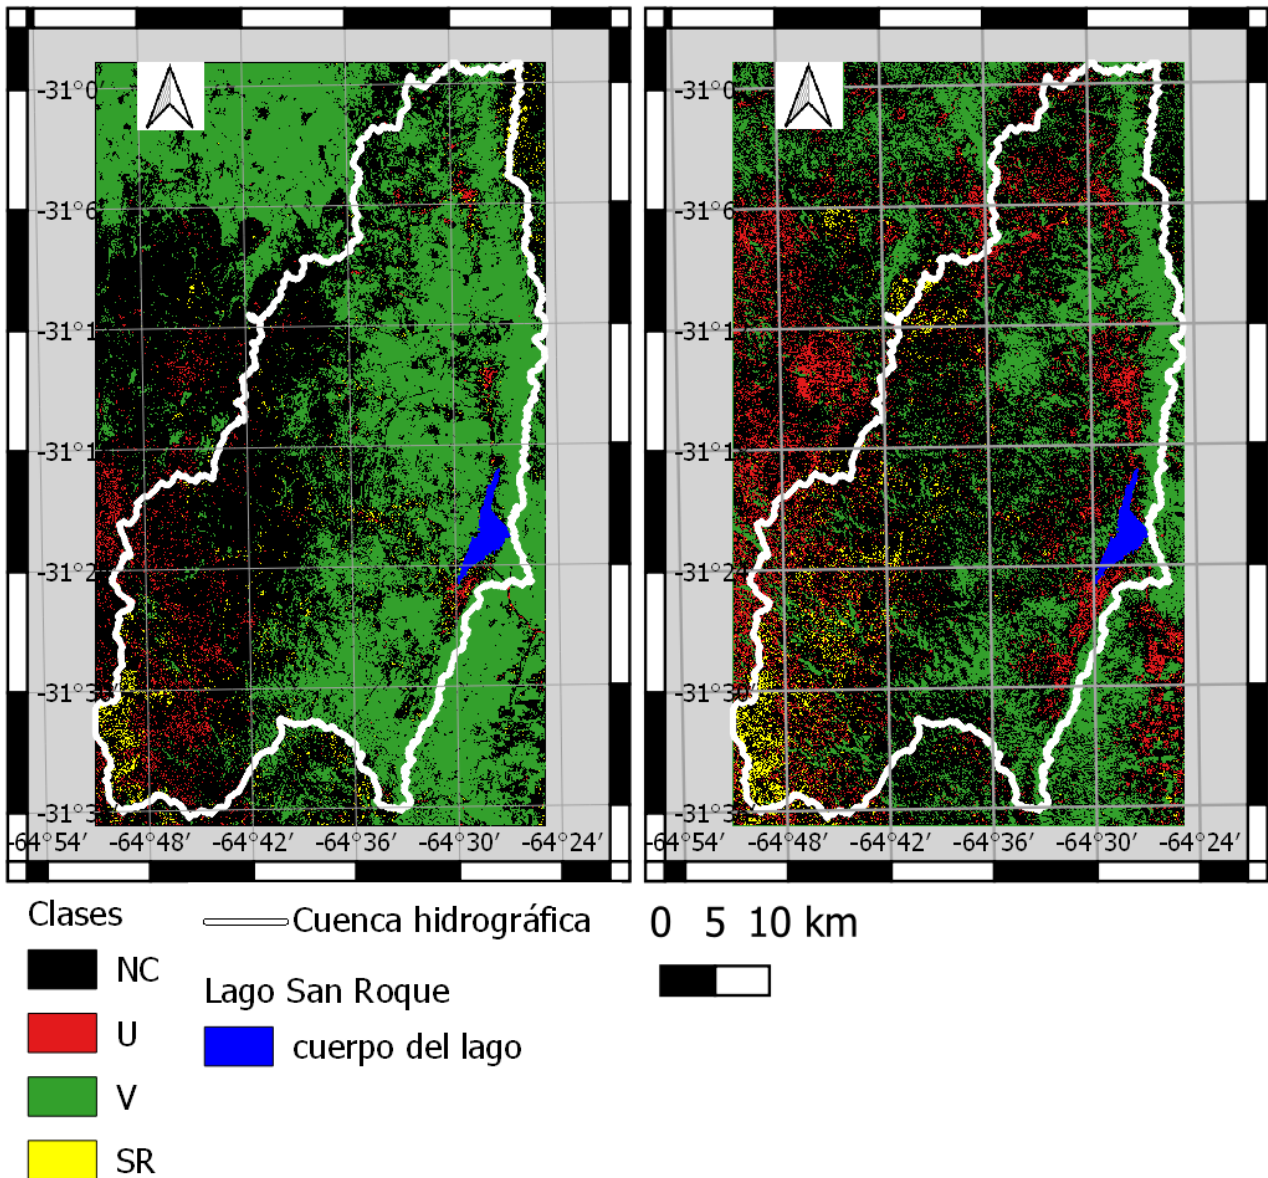 -31°0
-31°6
-31°1
-31°1
-31°2
-31°30
-31°3
-64°54′ -64°48′ -64°42′ -64°36′ -64°30′ -64°24′
-31°0
-31°6
-31°1
-31°1
-31°2
-31°30
-31°3
-64°54′ -64°48′ -64°42′ -64°36′ -64°30′ -64°24′
Clases
NC
U
V
SR
Cuenca hidrográfica
Lago San Roque
cuerpo del lago
0 5 10 km